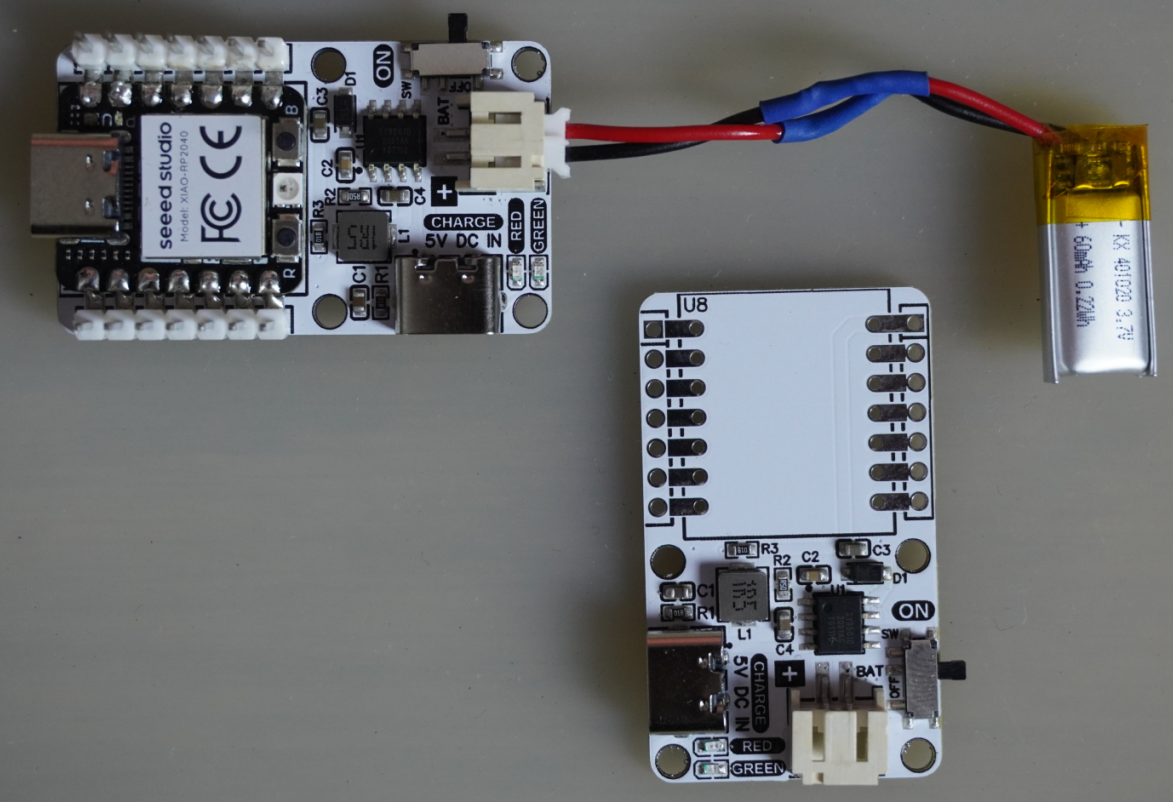 seeed studio
Model: XIAO-RP2040
FC CE
B
R
ON
SW
OFF
D1
C3
U1
BAT
C2
R2
C4
+
R3
L1
CHARGE
5V DC IN
RED
GREEN
C1
R1
- KX 401020 3.7V
+ 60mAh 0.22Wh
U8
R3
C2
C3
R2
D1
C1
1R5
U1
R1
L1
C4
ON
SW
OFF
BAT
+
CHARGE
5V DC IN
RED
GREEN